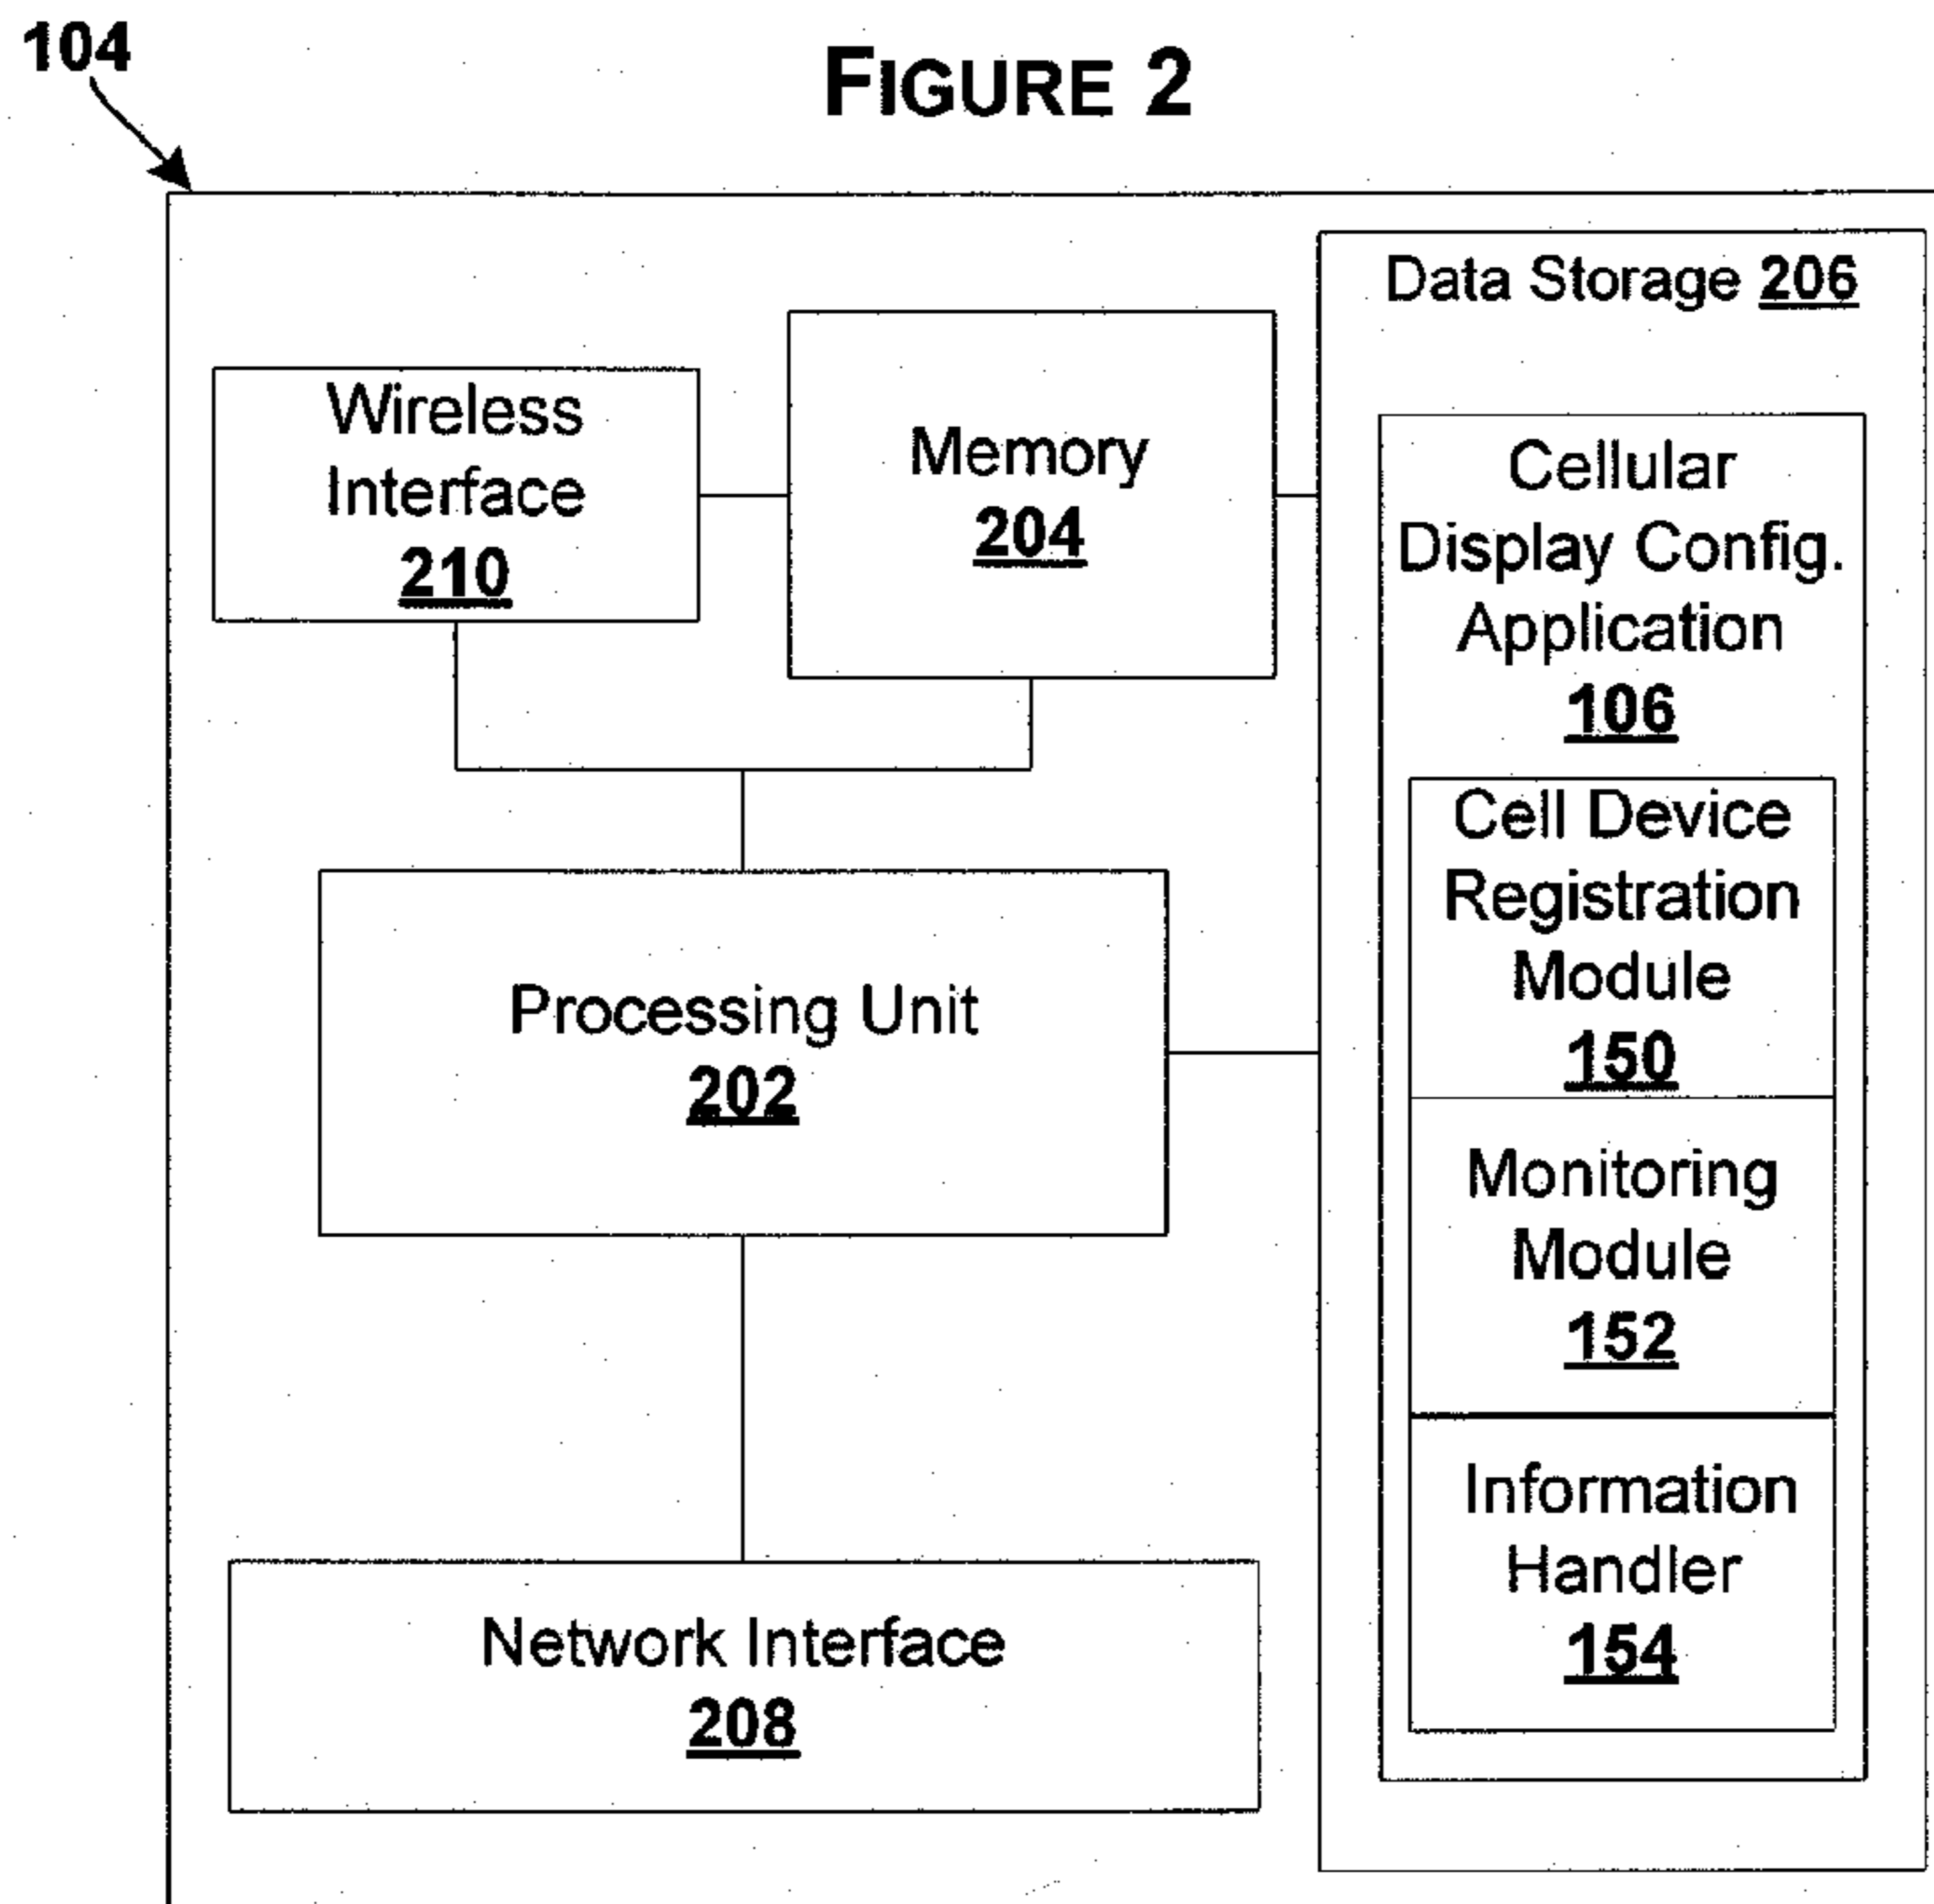 104
FIGURE 2
Data Storage 206
Wireless
Interface
210
Memory
204
Cellular
Display Config.
Application
106
Cell Device
Registration
Module
150
Processing Unit
202
Monitoring
Module
152
Information
Handler
154
Network Interface
208